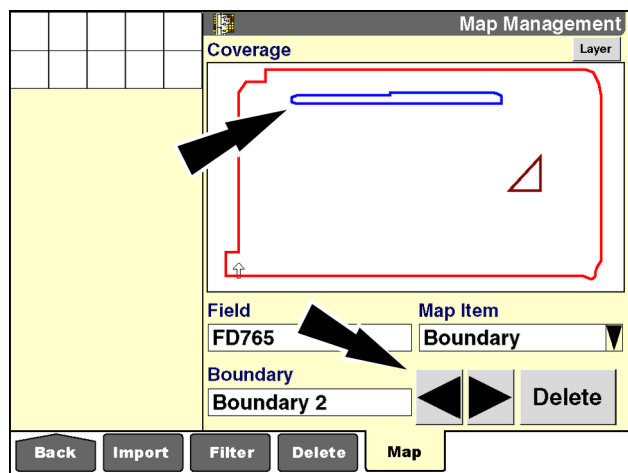 Map Management
Coverage
Layer
Field
Map Item
FD765
Boundary
Boundary
Boundary 2
Delete
Back
Import
Filter
Delete
Map